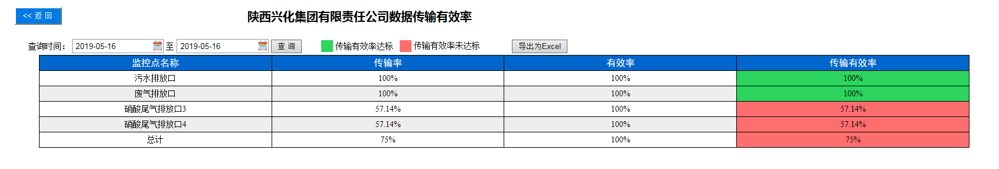 << 返 回
陕西兴化集团有限责任公司数据传输有效率
查询时间： 2019-05-16 至 2019-05-16 查 询 传输有效率达标 传输有效率未达标 导出为Excel
监控点名称 传输率 有效率 传输有效率
污水排放口 100% 100% 100%
废气排放口 100% 100% 100%
硝酸尾气排放口3 57.14% 100% 57.14%
硝酸尾气排放口4 57.14% 100% 57.14%
总计 75% 100% 75%